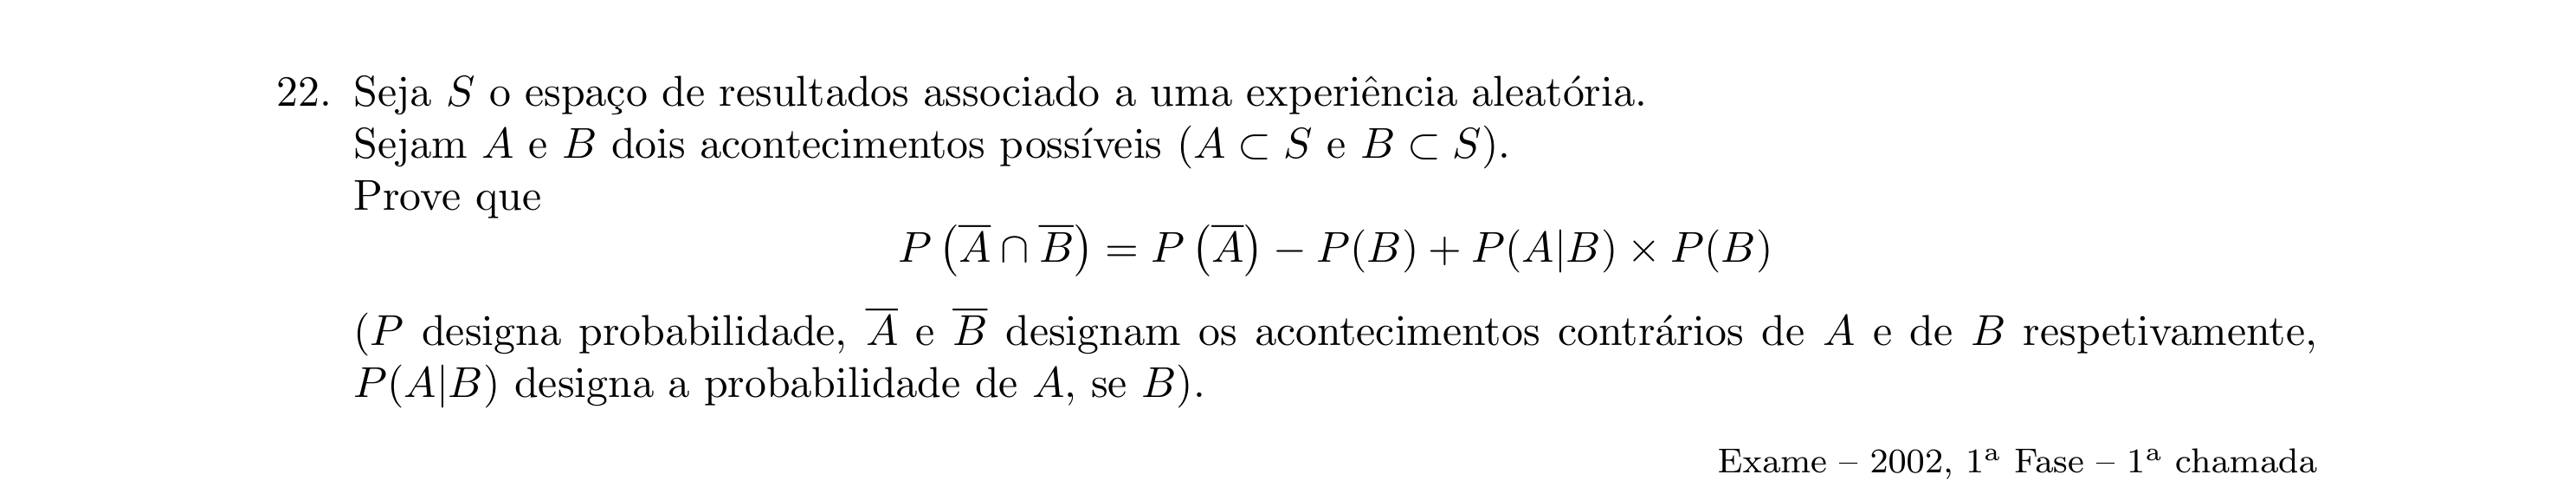 22. Seja S o espaço de resultados associado a uma experiência aleatória.
Sejam A e B dois acontecimentos possíveis (A ⊂ S e B ⊂ S).
Prove que
P(A̅ ∩ B̅) = P(A̅) − P(B) + P(A|B) × P(B)
(P designa probabilidade, A̅ e B̅ designam os acontecimentos contrários de A e de B respetivamente,
P(A|B) designa a probabilidade de A, se B).
Exame – 2002, 1ª Fase – 1ª chamada